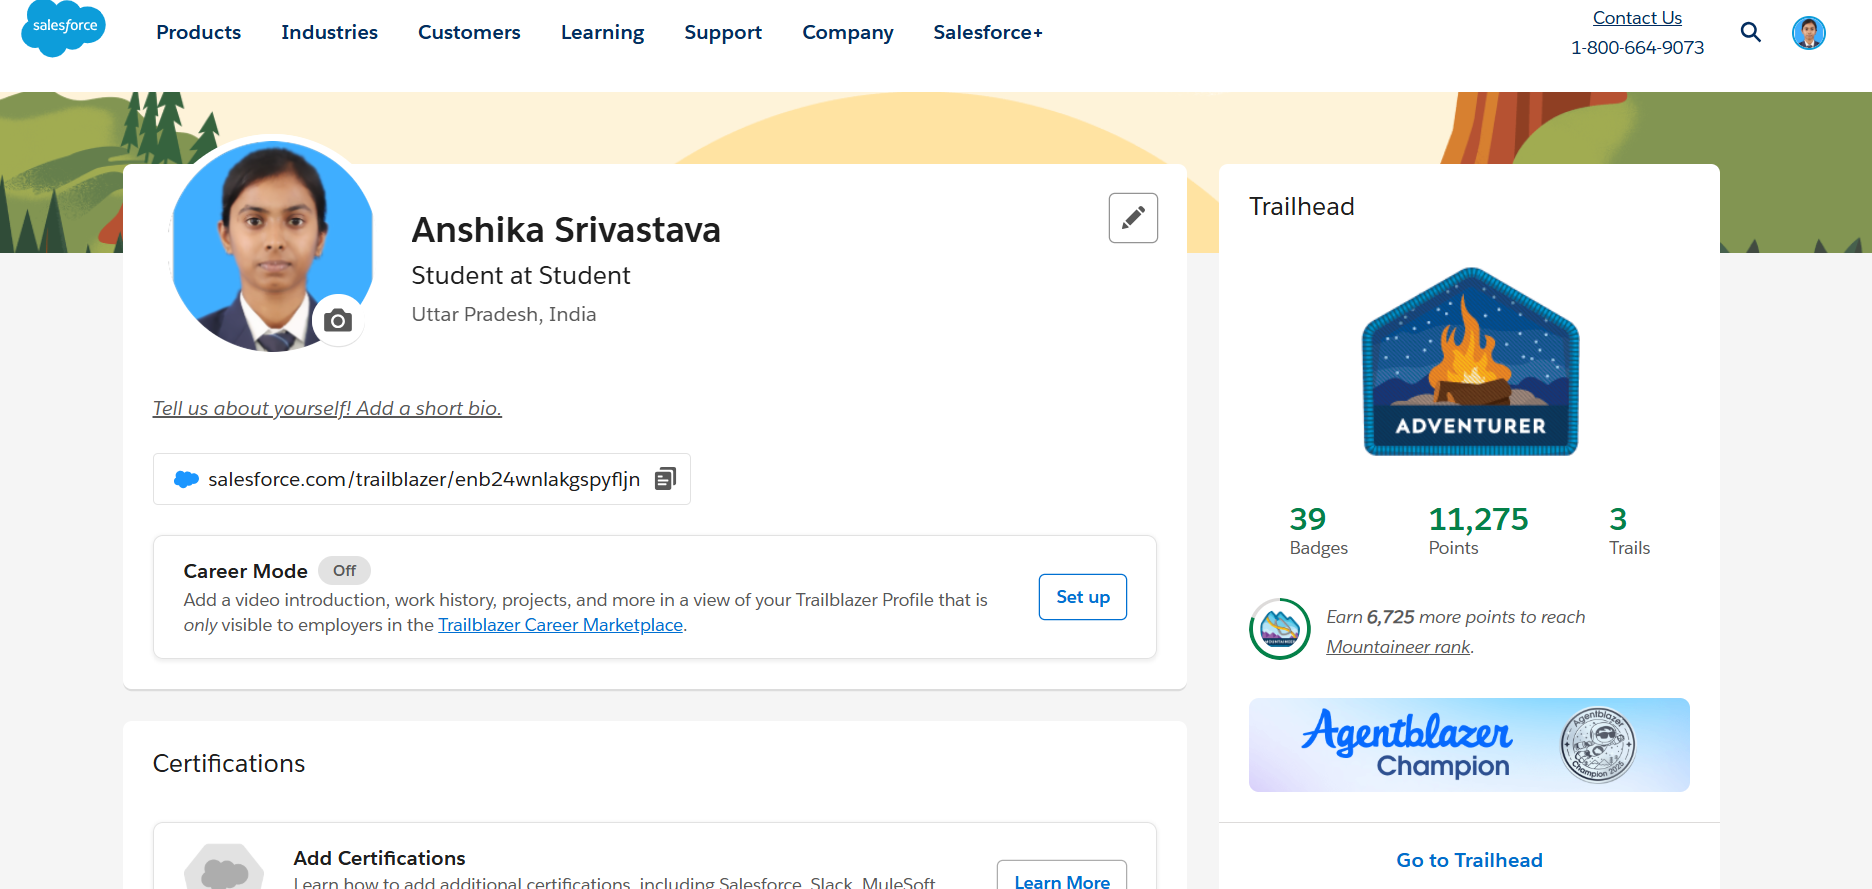 salesforce
Products
Industries
Customers
Learning
Support
Company
Salesforce+
Contact Us
1-800-664-9073
Anshika Srivastava
Student at Student
Uttar Pradesh, India
Tell us about yourself! Add a short bio.
salesforce.com/trailblazer/enb24wnlakgspyfljn
Career Mode
Off
Add a video introduction, work history, projects, and more in a view of your Trailblazer Profile that is
only visible to employers in the Trailblazer Career Marketplace.
Set up
Certifications
Add Certifications
Learn how to add additional certifications, including Salesforce, Slack, MuleSoft,
Learn More
Trailhead
ADVENTURER
39
Badges
11,275
Points
3
Trails
Earn 6,725 more points to reach
Mountaineer rank.
Agentblazer
Champion
Agentblazer
Champion 2025
Go to Trailhead